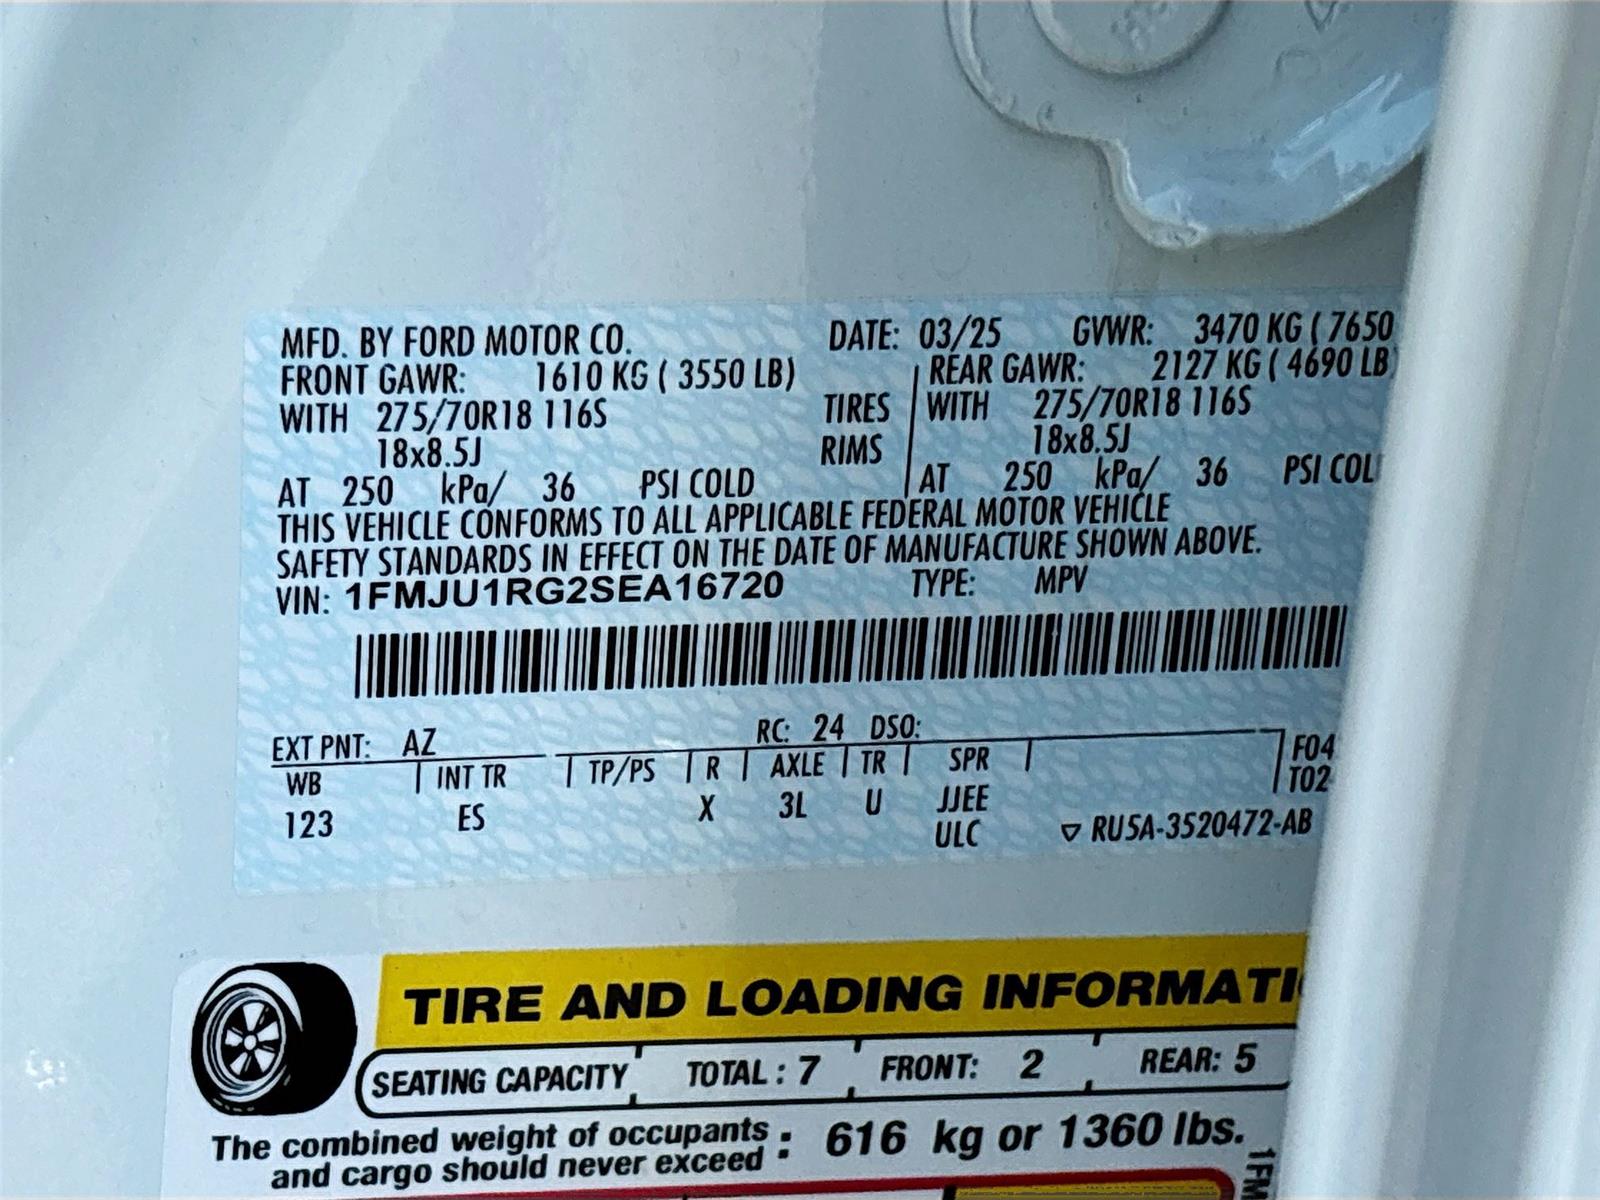 MFD. BY FORD MOTOR CO. DATE: 03/25 GVWR: 3470 KG ( 7650
FRONT GAWR: 1610 KG ( 3550 LB) REAR GAWR: 2127 KG ( 4690 LB)
WITH 275/70R18 116S TIRES WITH 275/70R18 116S
18x8.5J RIMS 18x8.5J
AT 250 kPa/ 36 PSI COLD AT 250 kPa/ 36 PSI COL
THIS VEHICLE CONFORMS TO ALL APPLICABLE FEDERAL MOTOR VEHICLE
SAFETY STANDARDS IN EFFECT ON THE DATE OF MANUFACTURE SHOWN ABOVE.
VIN: 1FMJU1RG2SEA16720 TYPE: MPV
EXT PNT: AZ RC: 24 DSO:
WB INT TR TP/PS R AXLE TR SPR F04
T02
123 ES X 3L U JJEE
ULC RU5A-3520472-AB
TIRE AND LOADING INFORMATI
SEATING CAPACITY TOTAL : 7 FRONT: 2 REAR: 5
The combined weight of occupants
and cargo should never exceed : 616 kg or 1360 lbs.
1FM